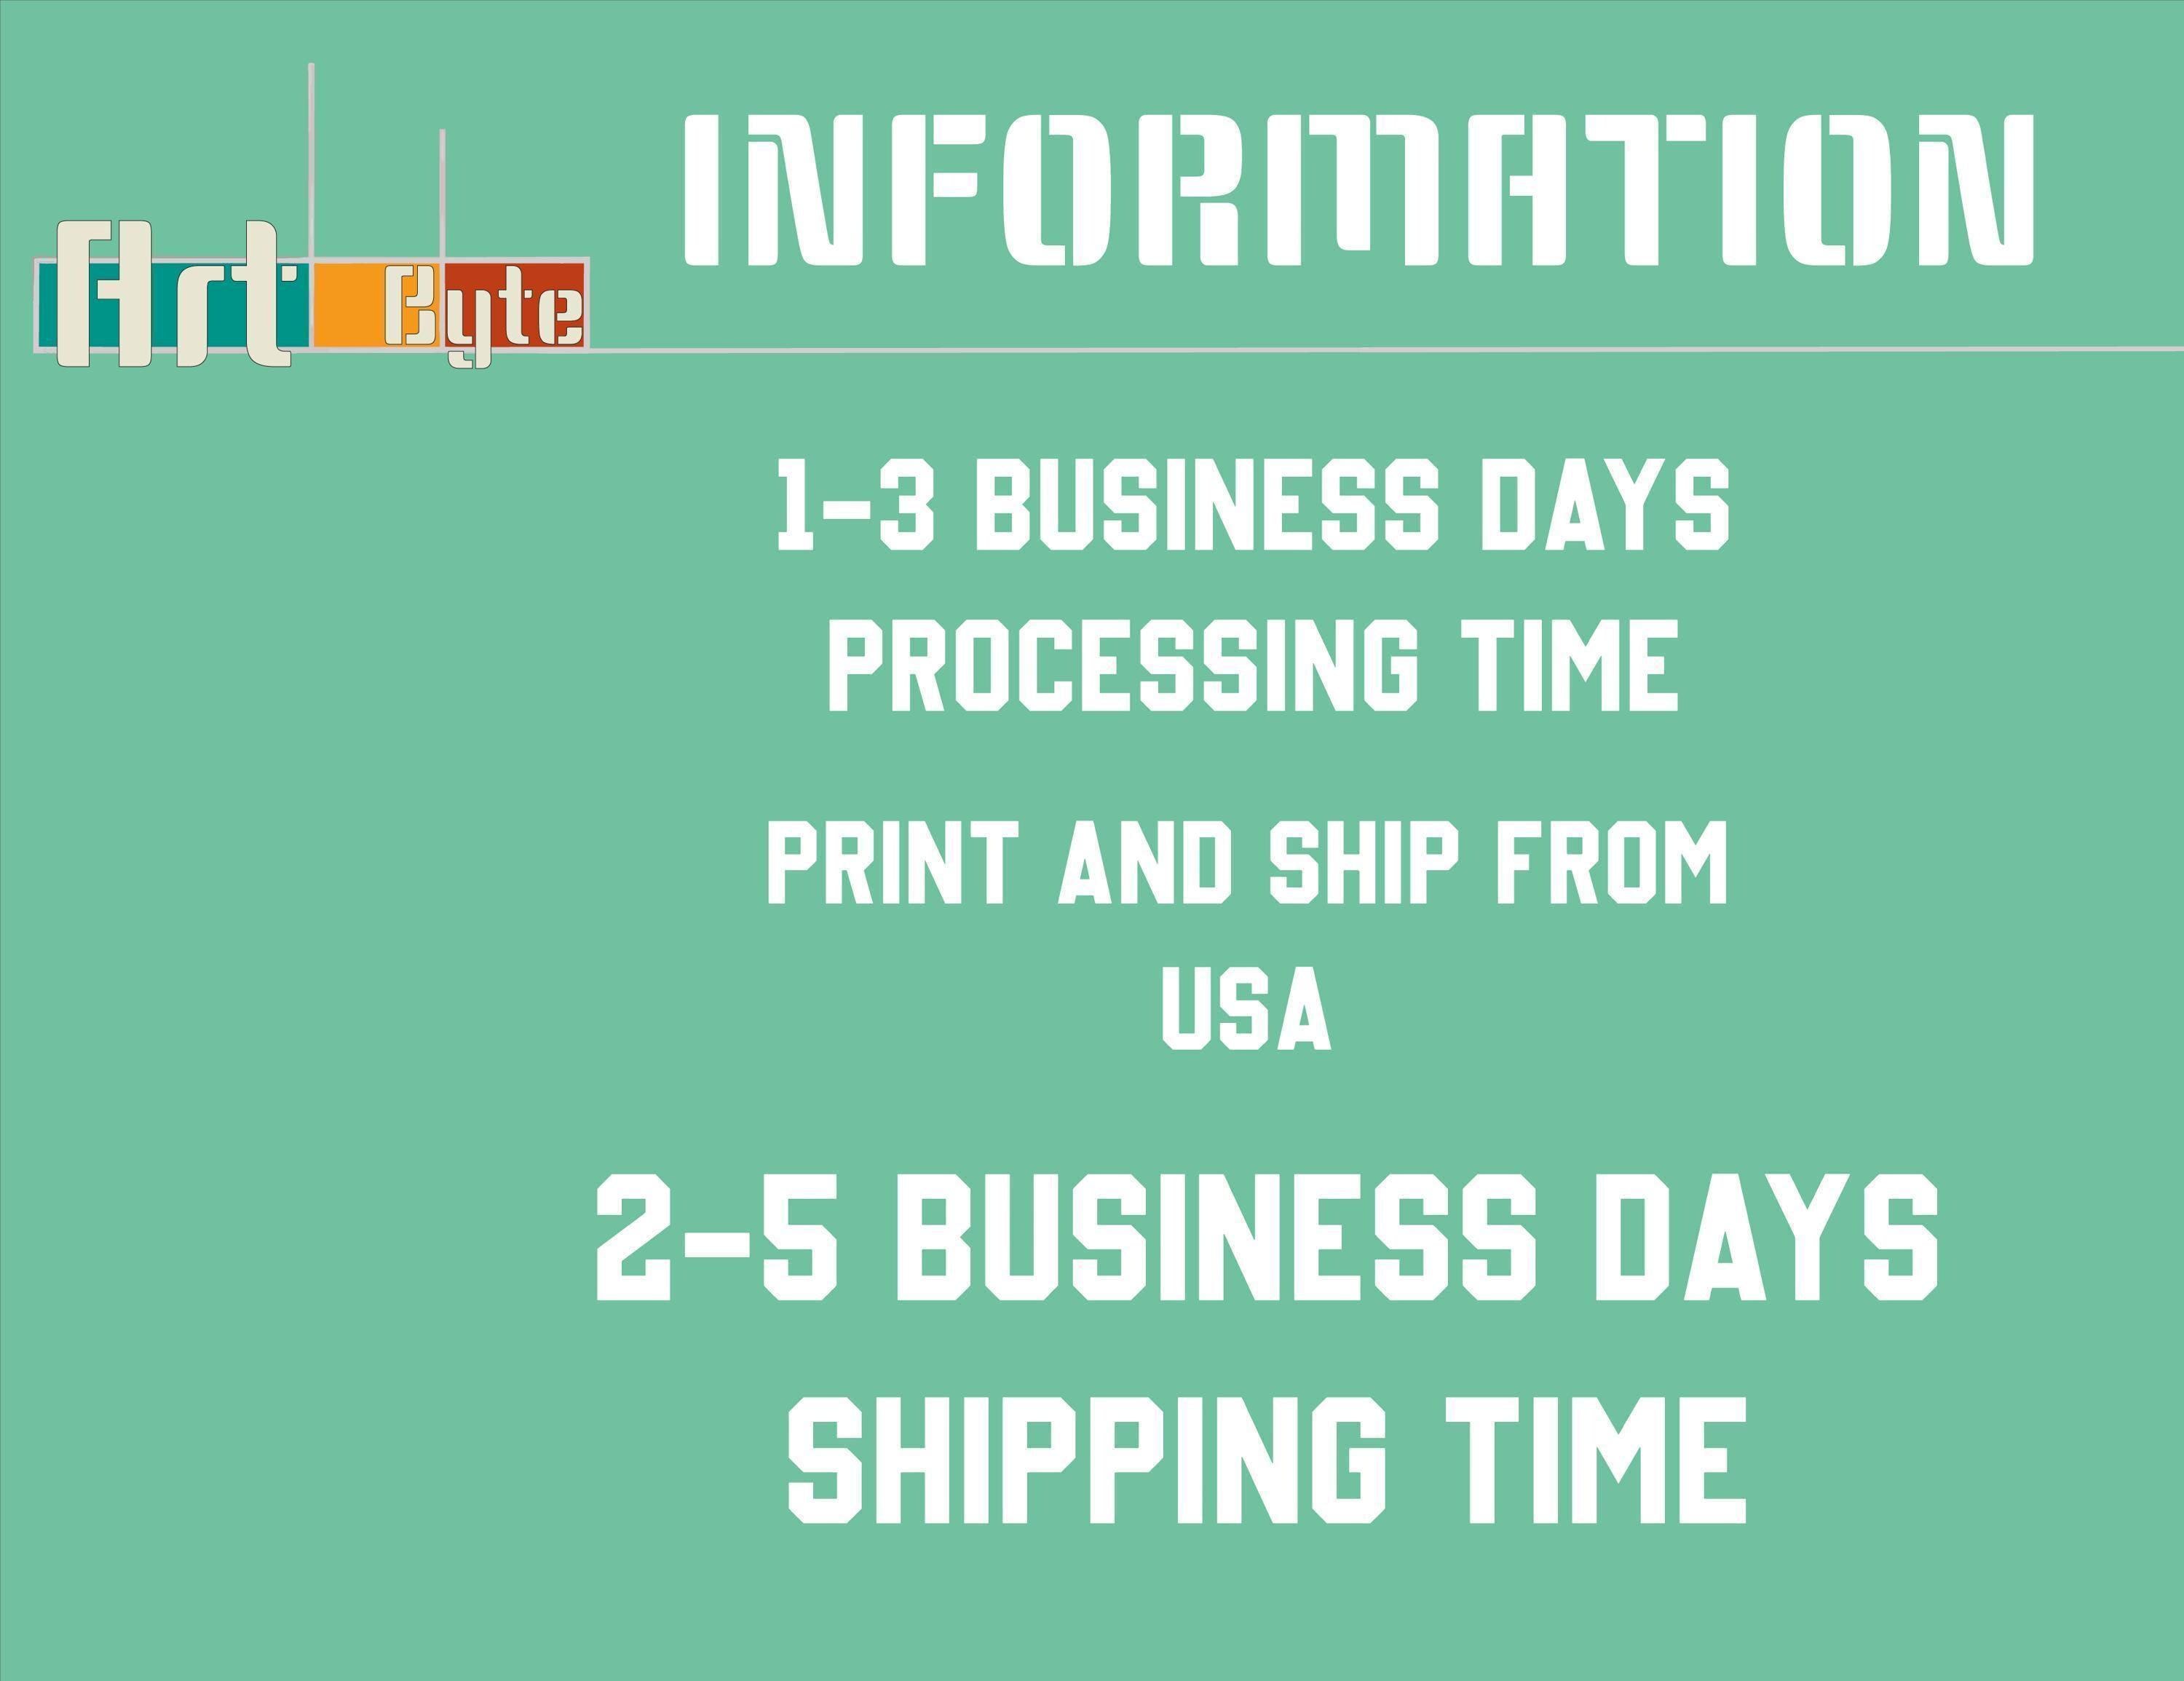 INFORMATION
Art Byte
1-3 BUSINESS DAYS
PROCESSING TIME
PRINT AND SHIP FROM
USA
2-5 BUSINESS DAYS
SHIPPING TIME